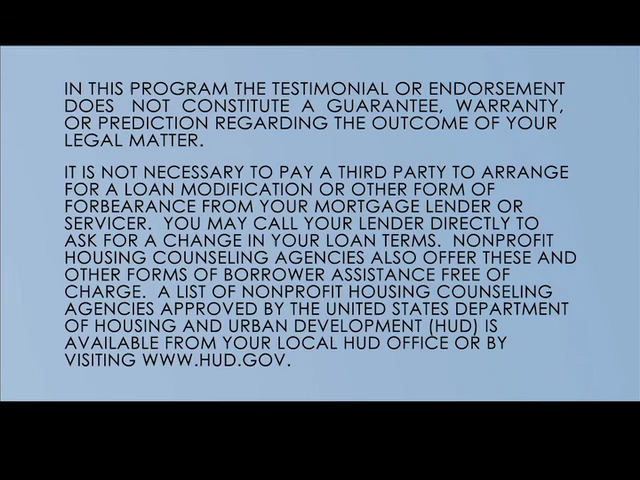 IN THIS PROGRAM THE TESTIMONIAL OR ENDORSEMENT
DOES NOT CONSTITUTE A GUARANTEE, WARRANTY,
OR PREDICTION REGARDING THE OUTCOME OF YOUR
LEGAL MATTER.
IT IS NOT NECESSARY TO PAY A THIRD PARTY TO ARRANGE
FOR A LOAN MODIFICATION OR OTHER FORM OF
FORBEARANCE FROM YOUR MORTGAGE LENDER OR
SERVICER. YOU MAY CALL YOUR LENDER DIRECTLY TO
ASK FOR A CHANGE IN YOUR LOAN TERMS. NONPROFIT
HOUSING COUNSELING AGENCIES ALSO OFFER THESE AND
OTHER FORMS OF BORROWER ASSISTANCE FREE OF
CHARGE. A LIST OF NONPROFIT HOUSING COUNSELING
AGENCIES APPROVED BY THE UNITED STATES DEPARTMENT
OF HOUSING AND URBAN DEVELOPMENT (HUD) IS
AVAILABLE FROM YOUR LOCAL HUD OFFICE OR BY
VISITING WWW.HUD.GOV.